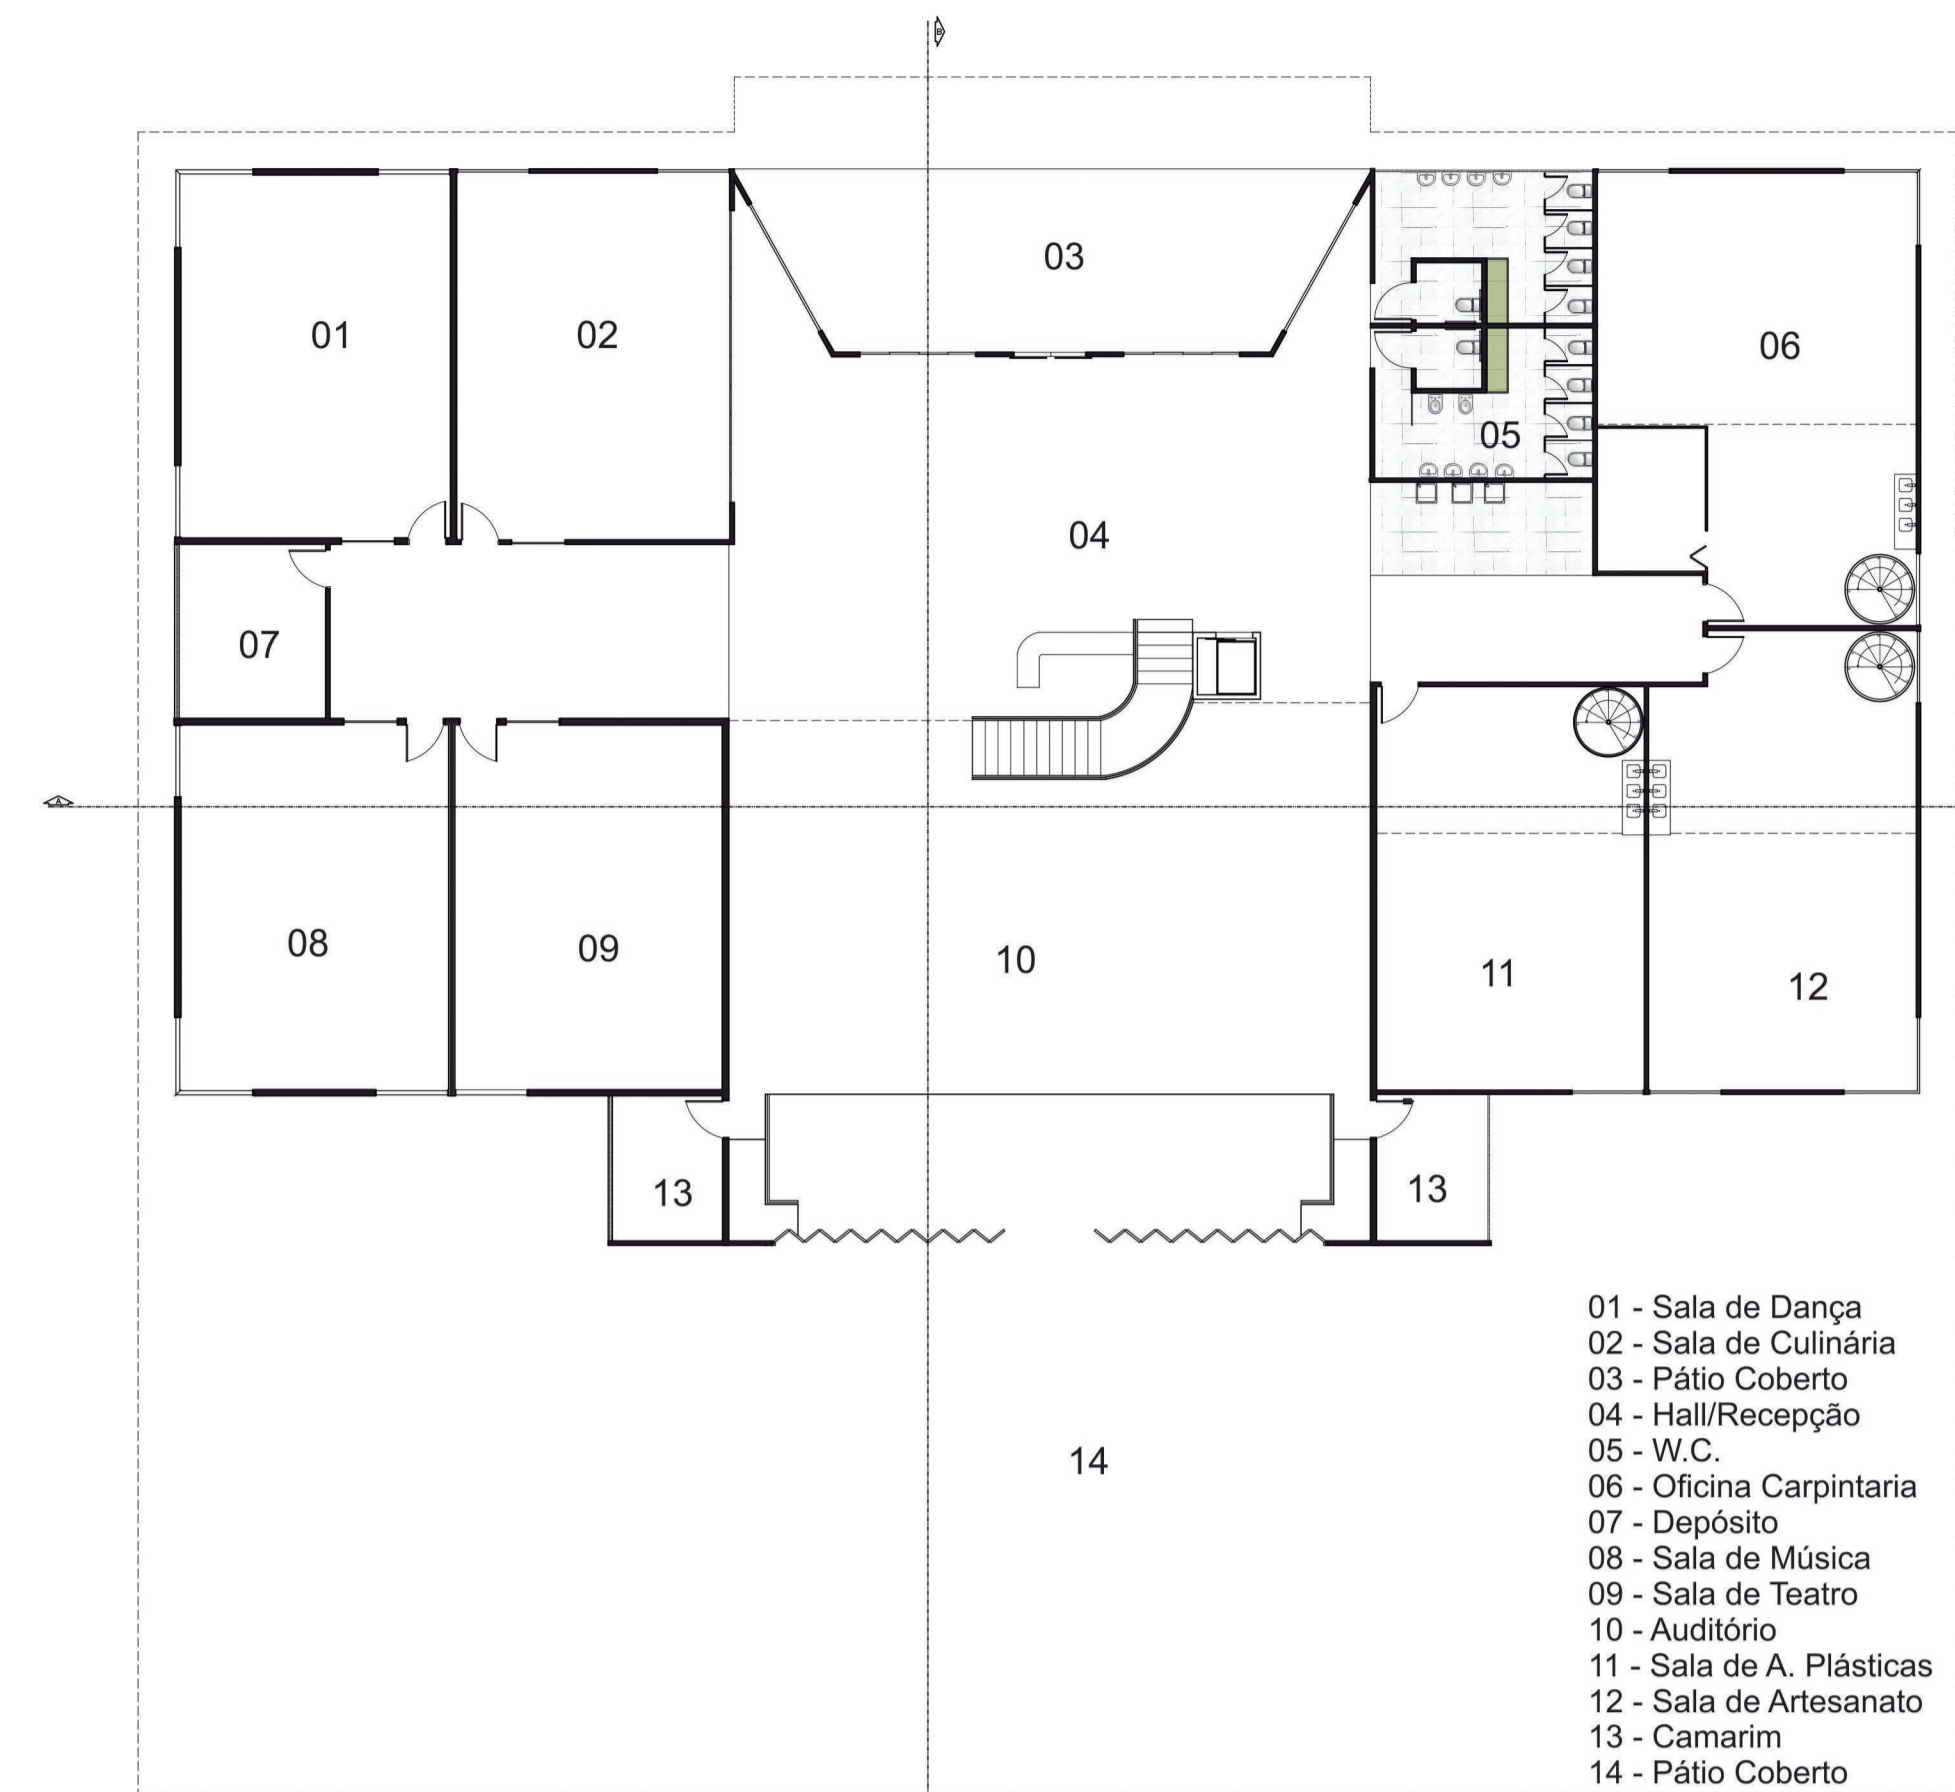 B
03
01
02
06
05
04
07
A
08
09
10
11
12
13
13
14
01 - Sala de Dança
02 - Sala de Culinária
03 - Pátio Coberto
04 - Hall/Recepção
05 - W.C.
06 - Oficina Carpintaria
07 - Depósito
08 - Sala de Música
09 - Sala de Teatro
10 - Auditório
11 - Sala de A. Plásticas
12 - Sala de Artesanato
13 - Camarim
14 - Pátio Coberto